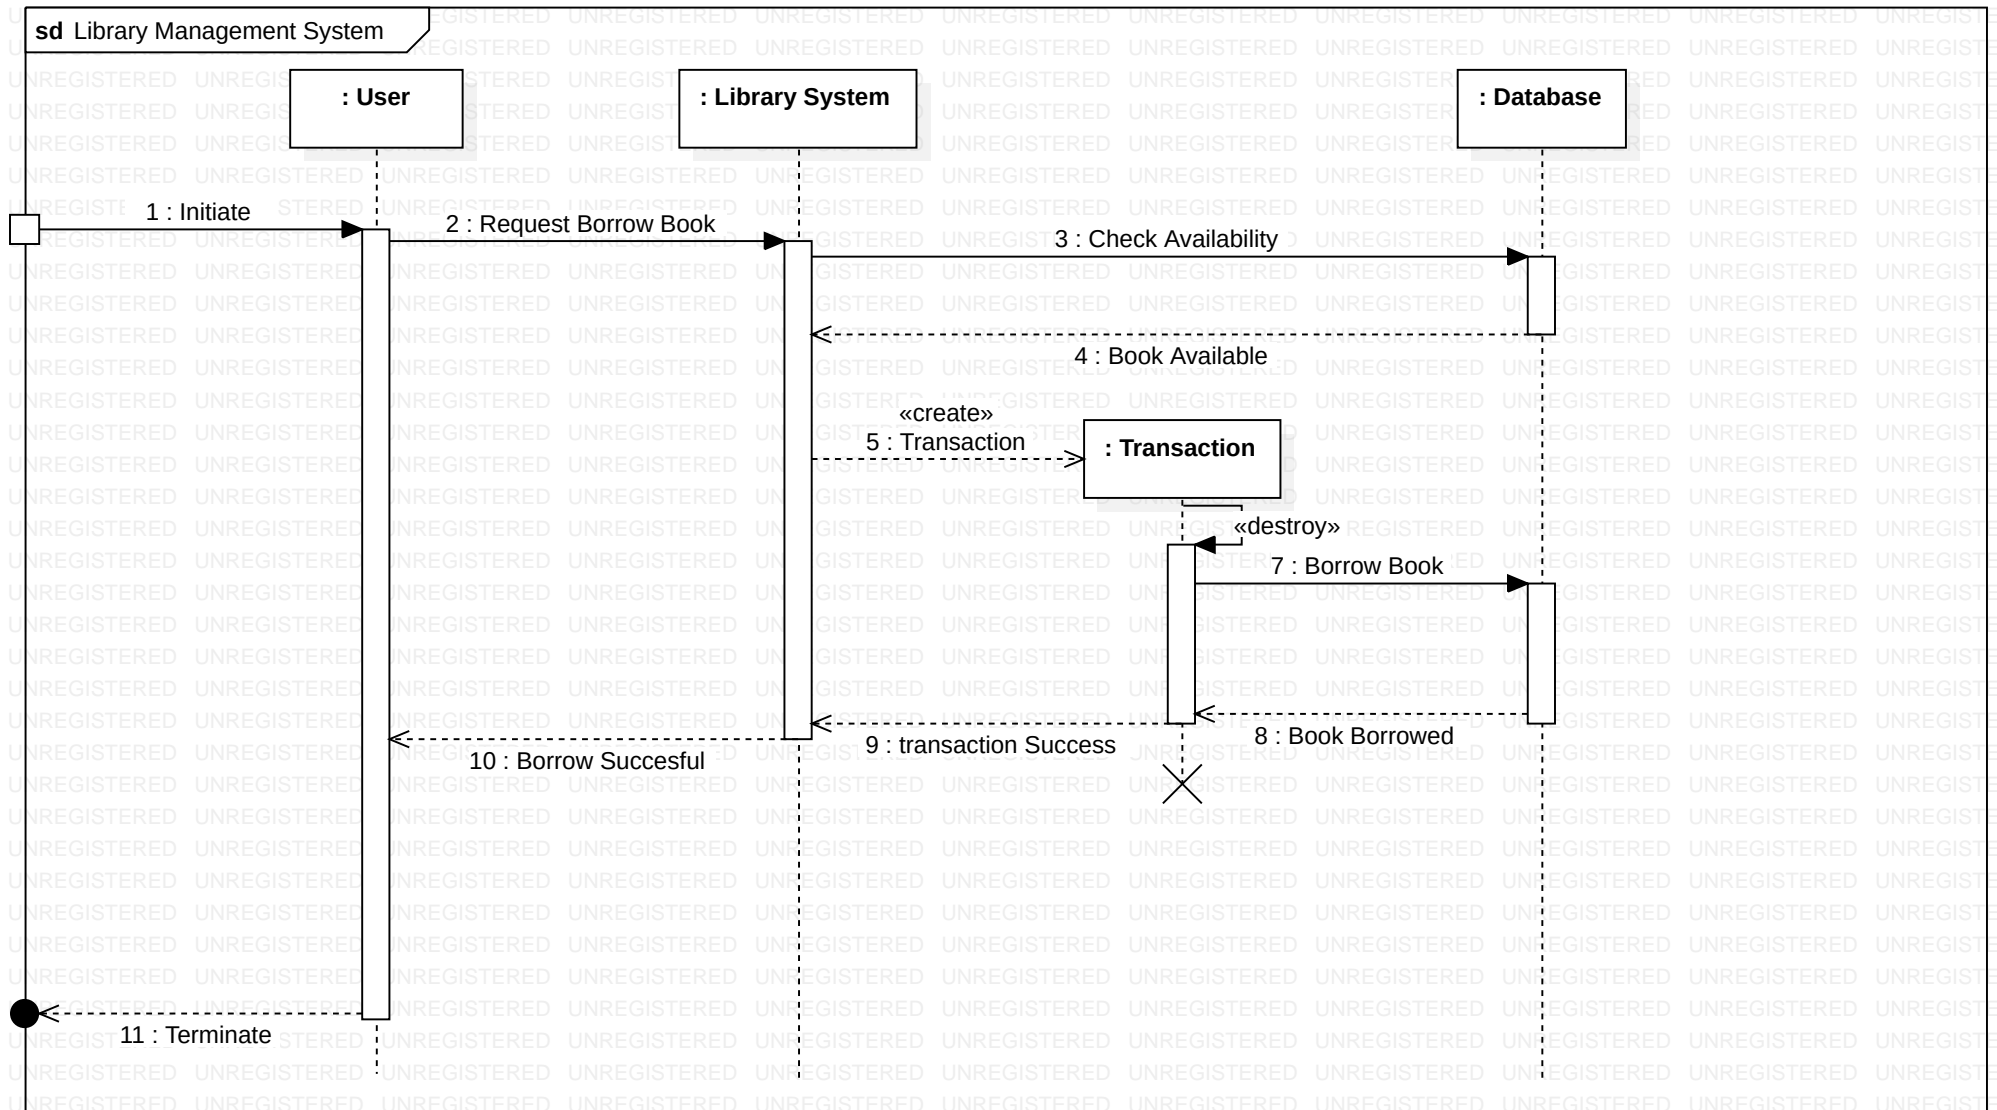 sd Library Management System
: User
: Library System
: Database
1 : Initiate
2 : Request Borrow Book
3 : Check Availability
4 : Book Available
«create»
5 : Transaction
: Transaction
«destroy»
7 : Borrow Book
8 : Book Borrowed
9 : transaction Success
10 : Borrow Succesful
11 : Terminate
UNREGISTERED